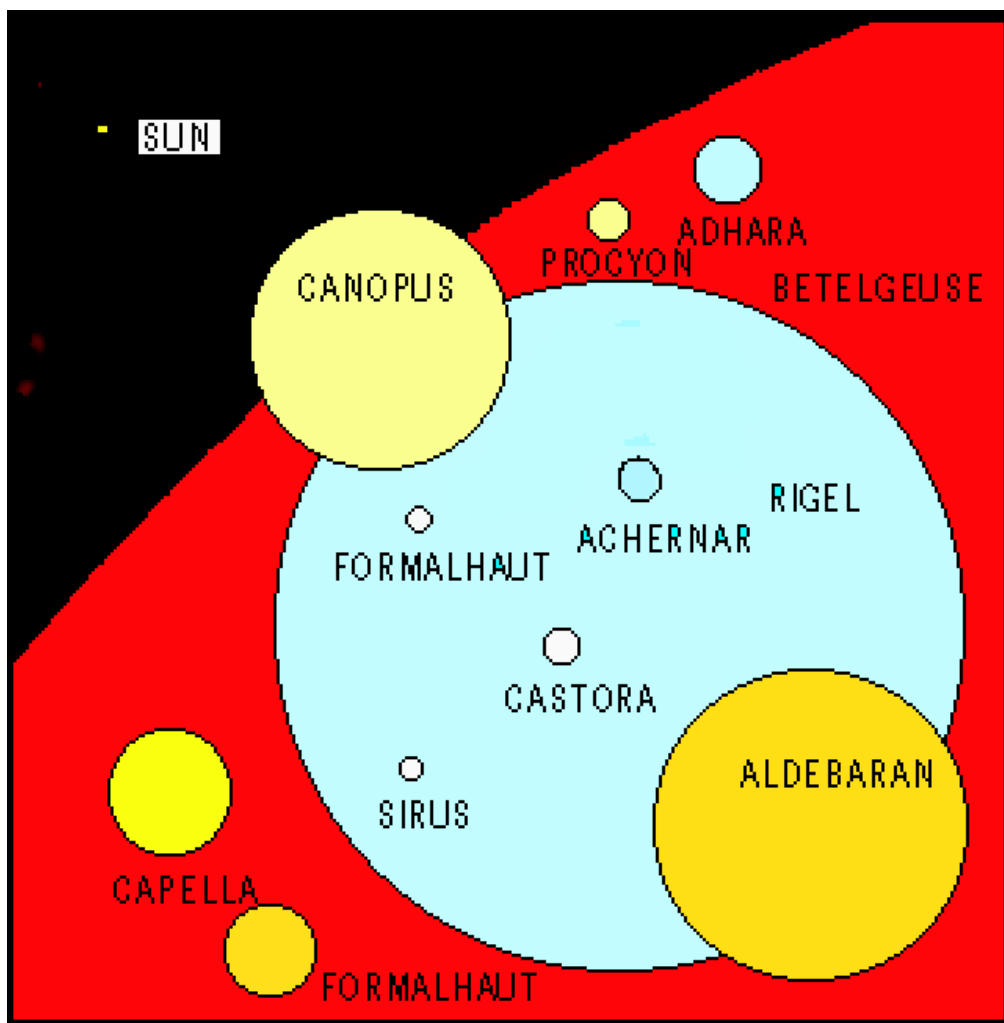 SUN
ADHARA
PROCYON
CANOPUS
BETELGEUSE
RIGEL
ACHERNAR
FORMALHAUT
CASTORA
ALDEBARAN
SIRUS
CAPELLA
FORMALHAUT